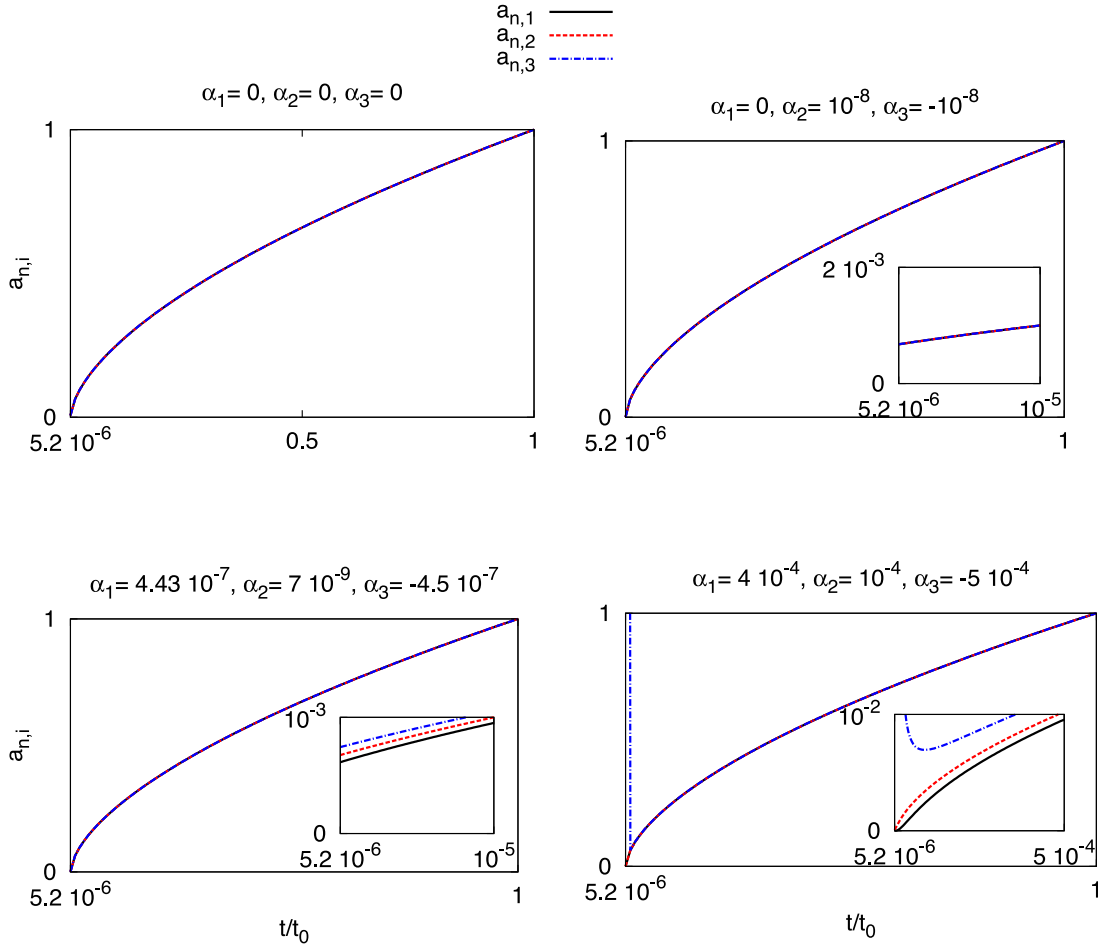 a_{n,1}
a_{n,2}
a_{n,3}
α₁= 0, α₂= 0, α₃= 0
1
a_{n,i}
0
5.2 10⁻⁶
0.5
1
α₁= 0, α₂= 10⁻⁸, α₃= -10⁻⁸
1
2 10⁻³
0
5.2 10⁻⁶
10⁻⁵
0
5.2 10⁻⁶
1
α₁= 4.43 10⁻⁷, α₂= 7 10⁻⁹, α₃= -4.5 10⁻⁷
1
a_{n,i}
10⁻³
0
5.2 10⁻⁶
10⁻⁵
0
5.2 10⁻⁶
1
t/t₀
α₁= 4 10⁻⁴, α₂= 10⁻⁴, α₃= -5 10⁻⁴
1
10⁻²
0
5.2 10⁻⁶
5 10⁻⁴
0
5.2 10⁻⁶
1
t/t₀